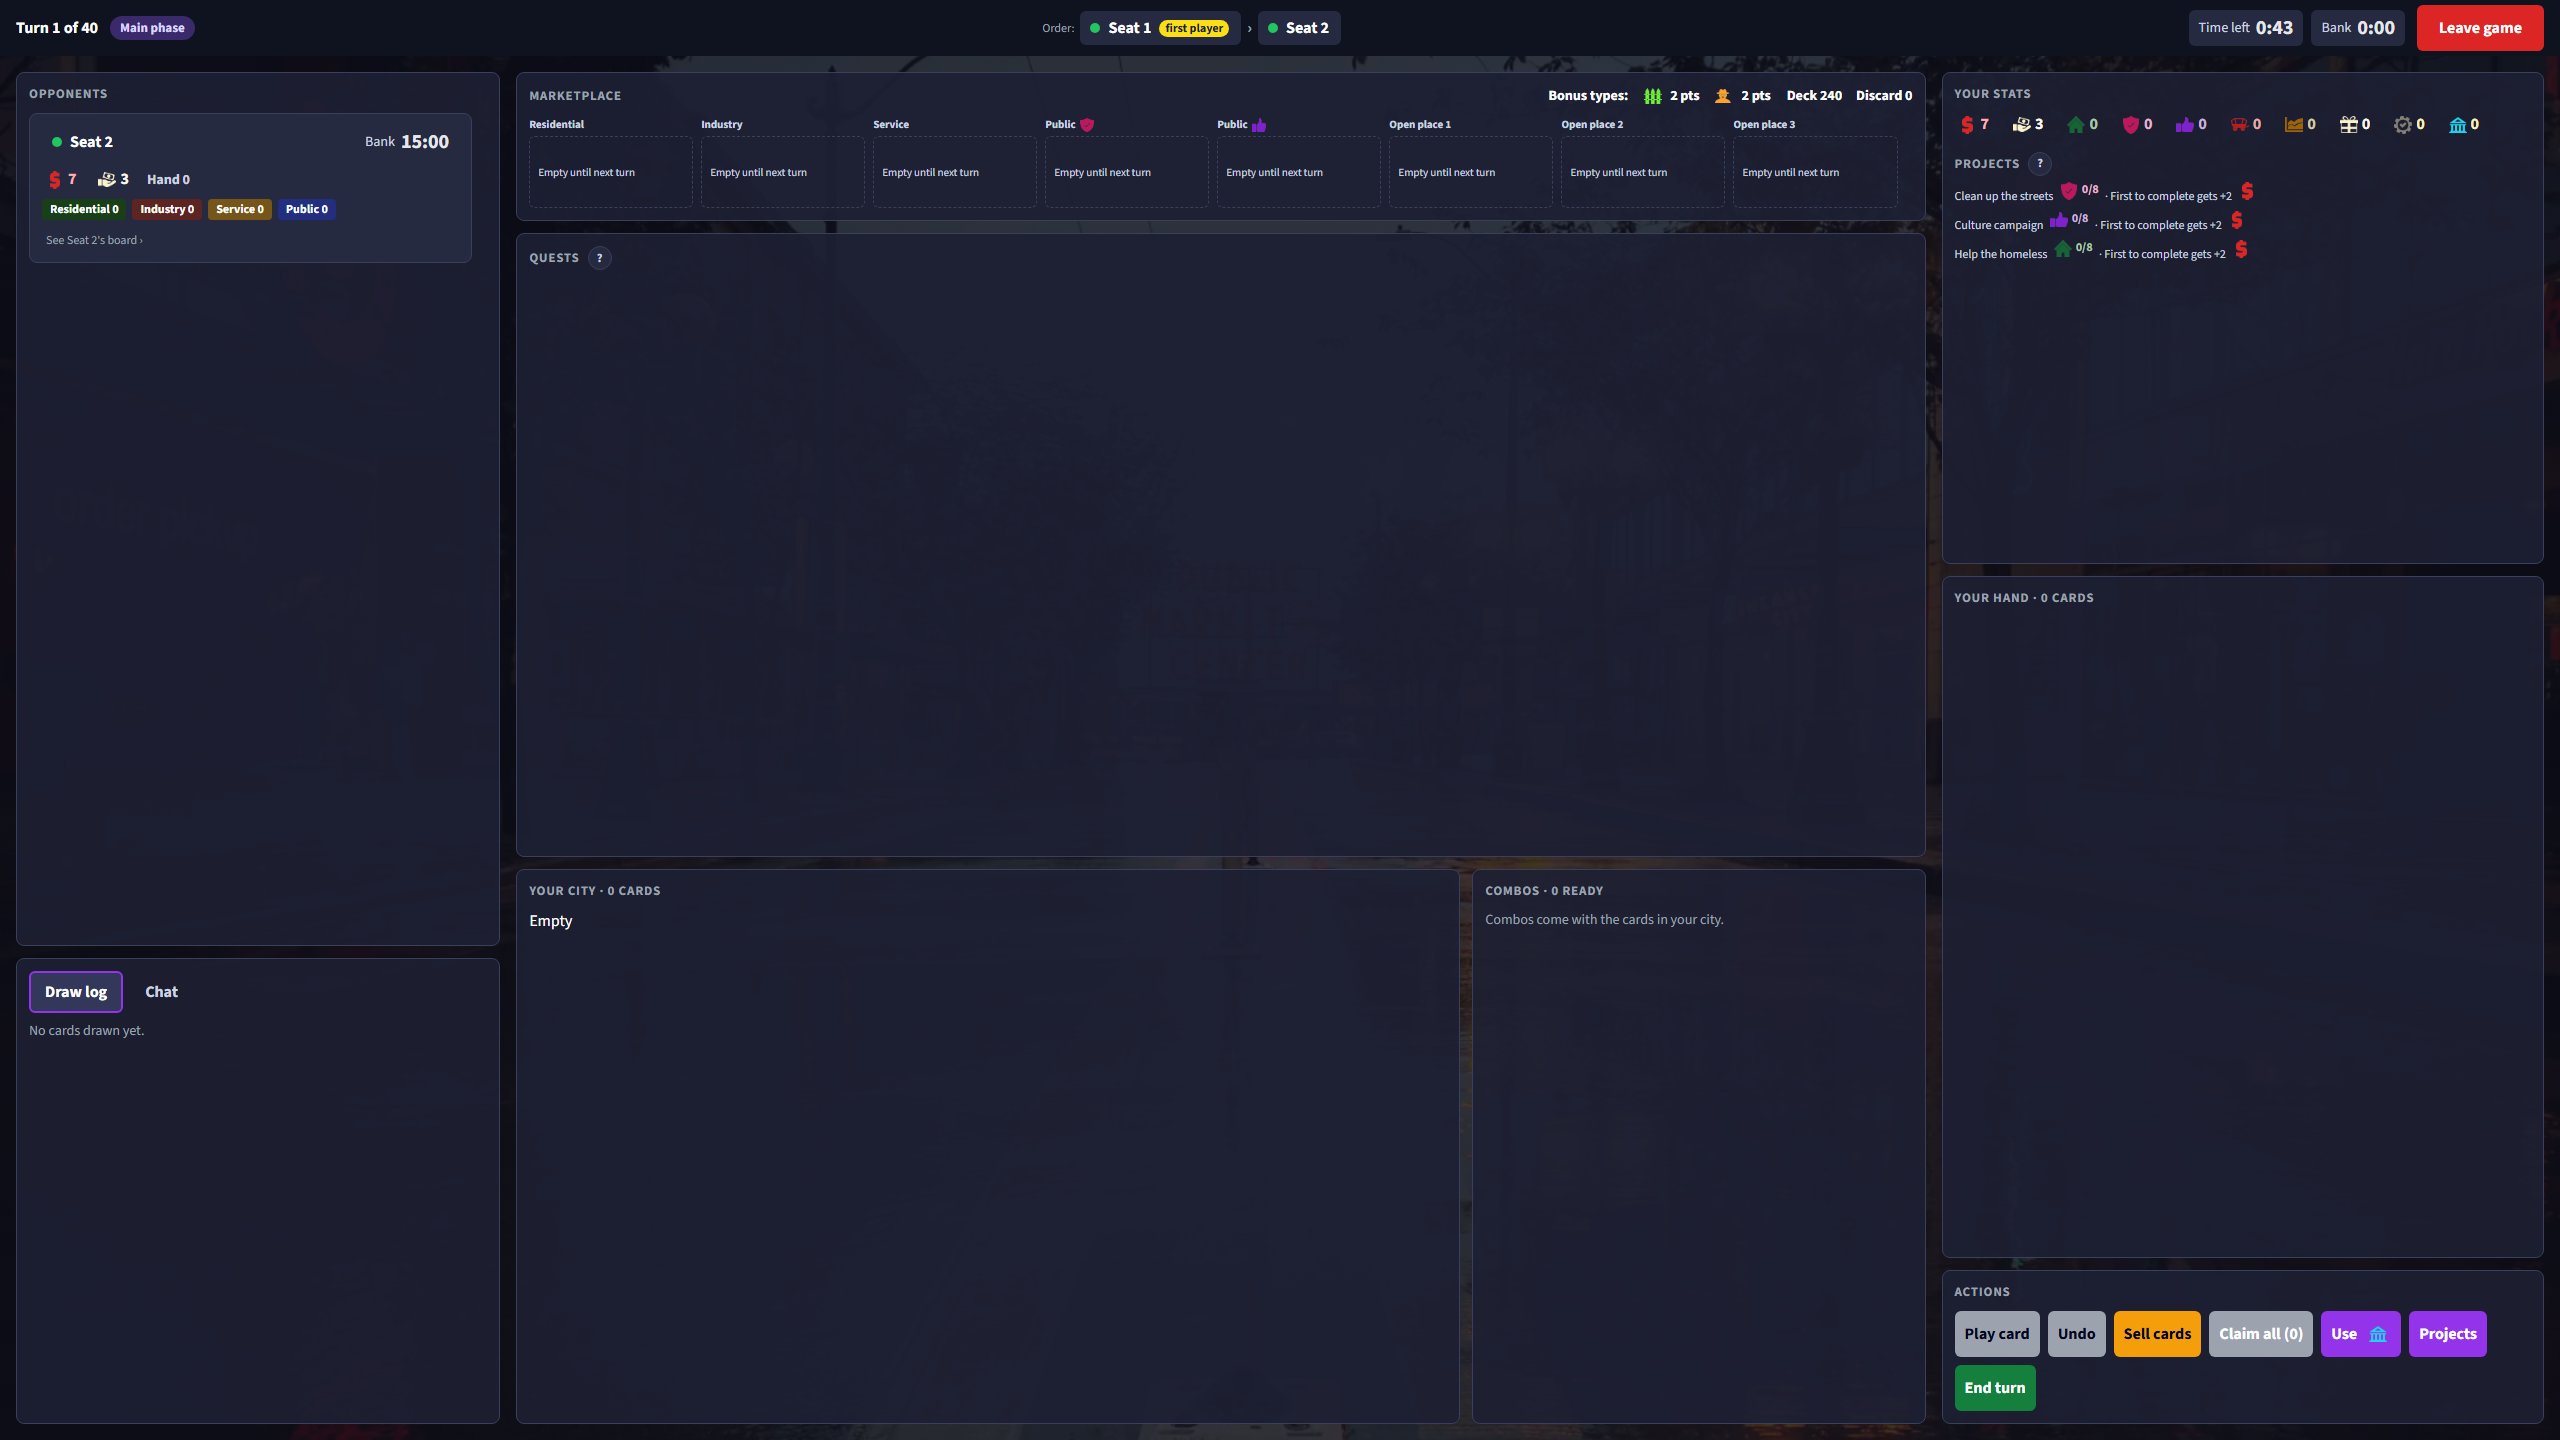 Turn 1 of 40 Main phase
Order: Seat 1 first player › Seat 2
Time left 0:43 Bank 0:00 Leave game
OPPONENTS
Seat 2 Bank 15:00
7 3 Hand 0
Residential 0 Industry 0 Service 0 Public 0
See Seat 2's board ›
MARKETPLACE
Bonus types: 2 pts 2 pts Deck 240 Discard 0
Residential Industry Service Public Public Open place 1 Open place 2 Open place 3
Empty until next turn Empty until next turn Empty until next turn Empty until next turn Empty until next turn Empty until next turn Empty until next turn Empty until next turn
QUESTS ?
YOUR STATS
$ 7 3 0 0 0 0 0 0 0 0
PROJECTS ?
Clean up the streets 0/8 · First to complete gets +2 $
Culture campaign 0/8 · First to complete gets +2 $
Help the homeless 0/8 · First to complete gets +2 $
YOUR HAND · 0 CARDS
YOUR CITY · 0 CARDS
Empty
COMBOS · 0 READY
Combos come with the cards in your city.
Draw log Chat
No cards drawn yet.
ACTIONS
Play card Undo Sell cards Claim all (0) Use Projects
End turn